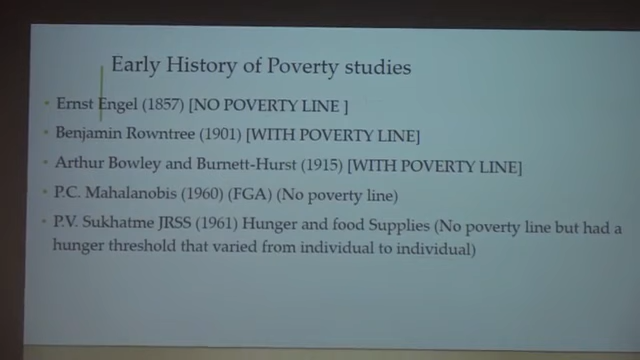 Early History of Poverty studies
• Ernst Engel (1857) [NO POVERTY LINE ]
• Benjamin Rowntree (1901) [WITH POVERTY LINE]
• Arthur Bowley and Burnett-Hurst (1915) [WITH POVERTY LINE]
• P.C. Mahalanobis (1960) (FGA) (No poverty line)
• P.V. Sukhatme JRSS (1961) Hunger and food Supplies (No poverty line but had a
hunger threshold that varied from individual to individual)